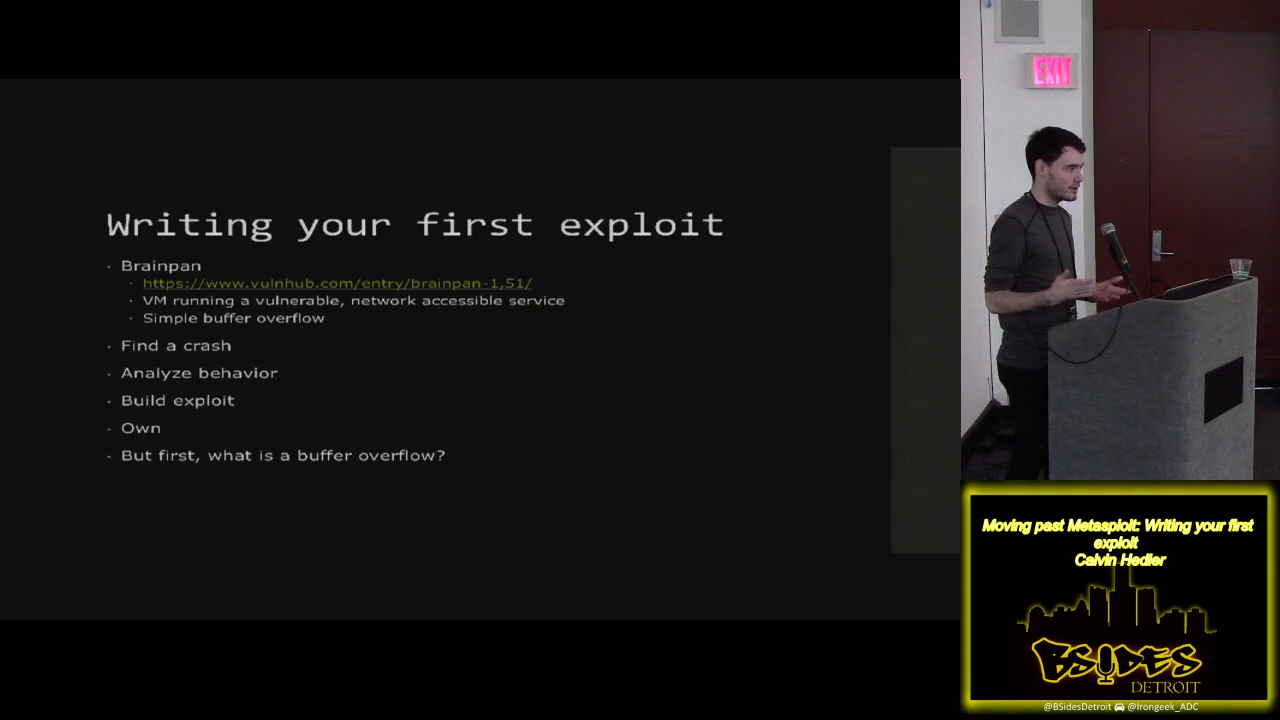 Writing your first exploit
Brainpan
https://www.vulnhub.com/entry/brainpan-1,51/
VM running a vulnerable, network accessible service
Simple buffer overflow
Find a crash
Analyze behavior
Build exploit
Own
But first, what is a buffer overflow?
EXIT
Moving past Metasploit: Writing your first
exploit
Calvin Hedler
BSIDES
DETROIT
@BSidesDetroit @Irongeek_ADC